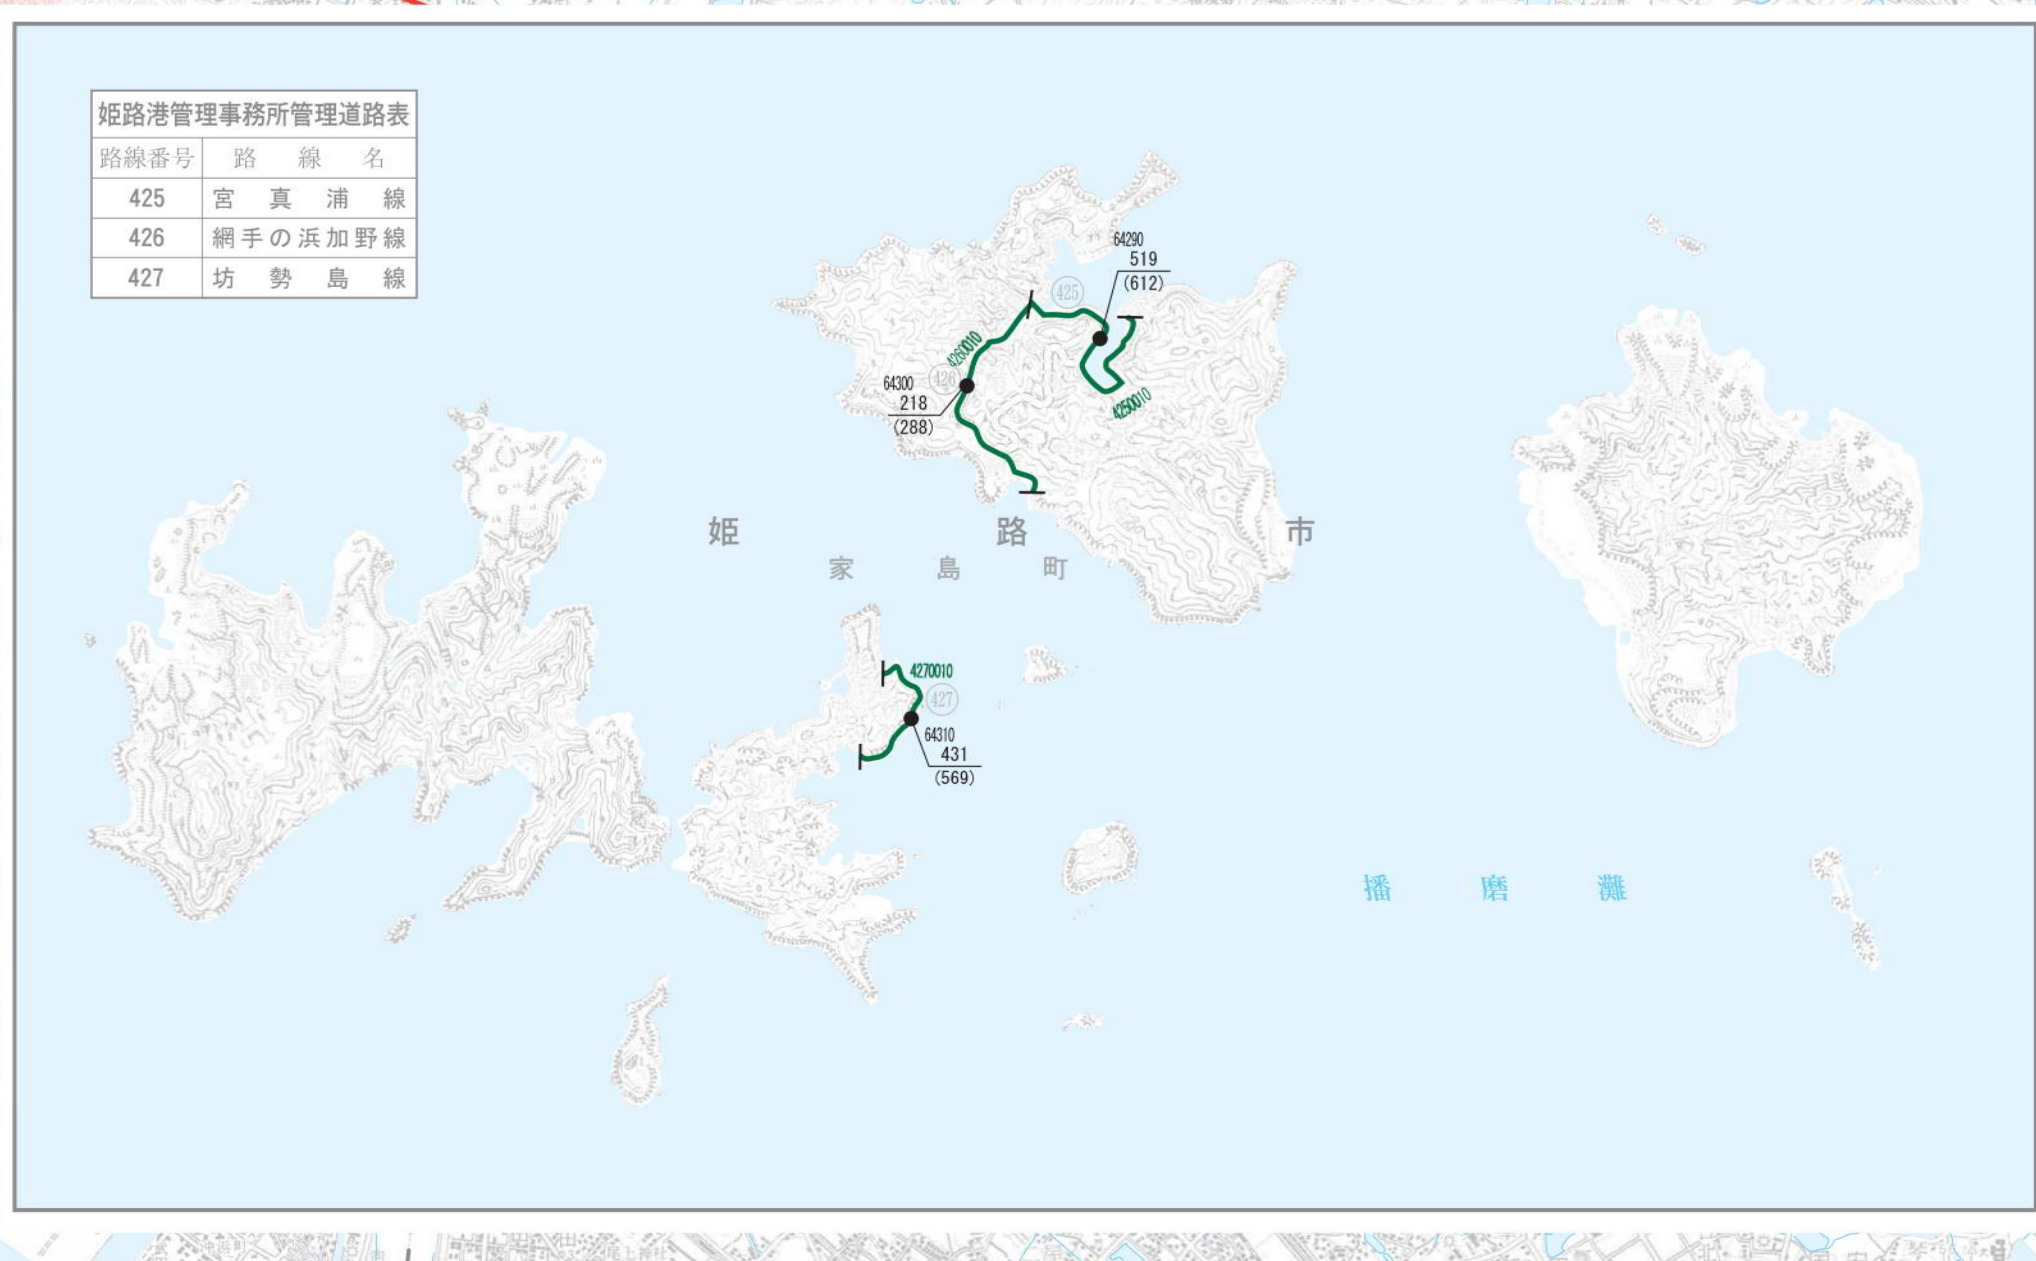 姫路港管理事務所管理道路表
路線番号 路線名
425 宮真浦線
426 網手の浜加野線
427 坊勢島線
64290
519
(612)
425
4260010
64300
426
218
(288)
4250010
姫路市
家島町
4270010
427
64310
431
(569)
播磨灘